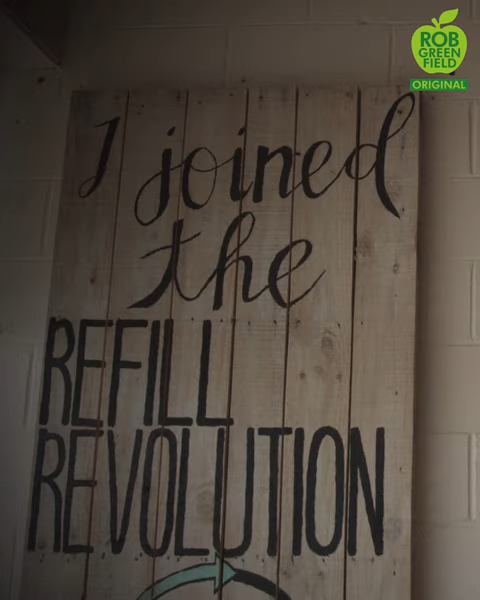 ROB
GREEN
FIELD
ORIGINAL
I joined
the
REFILL
REVOLUTION